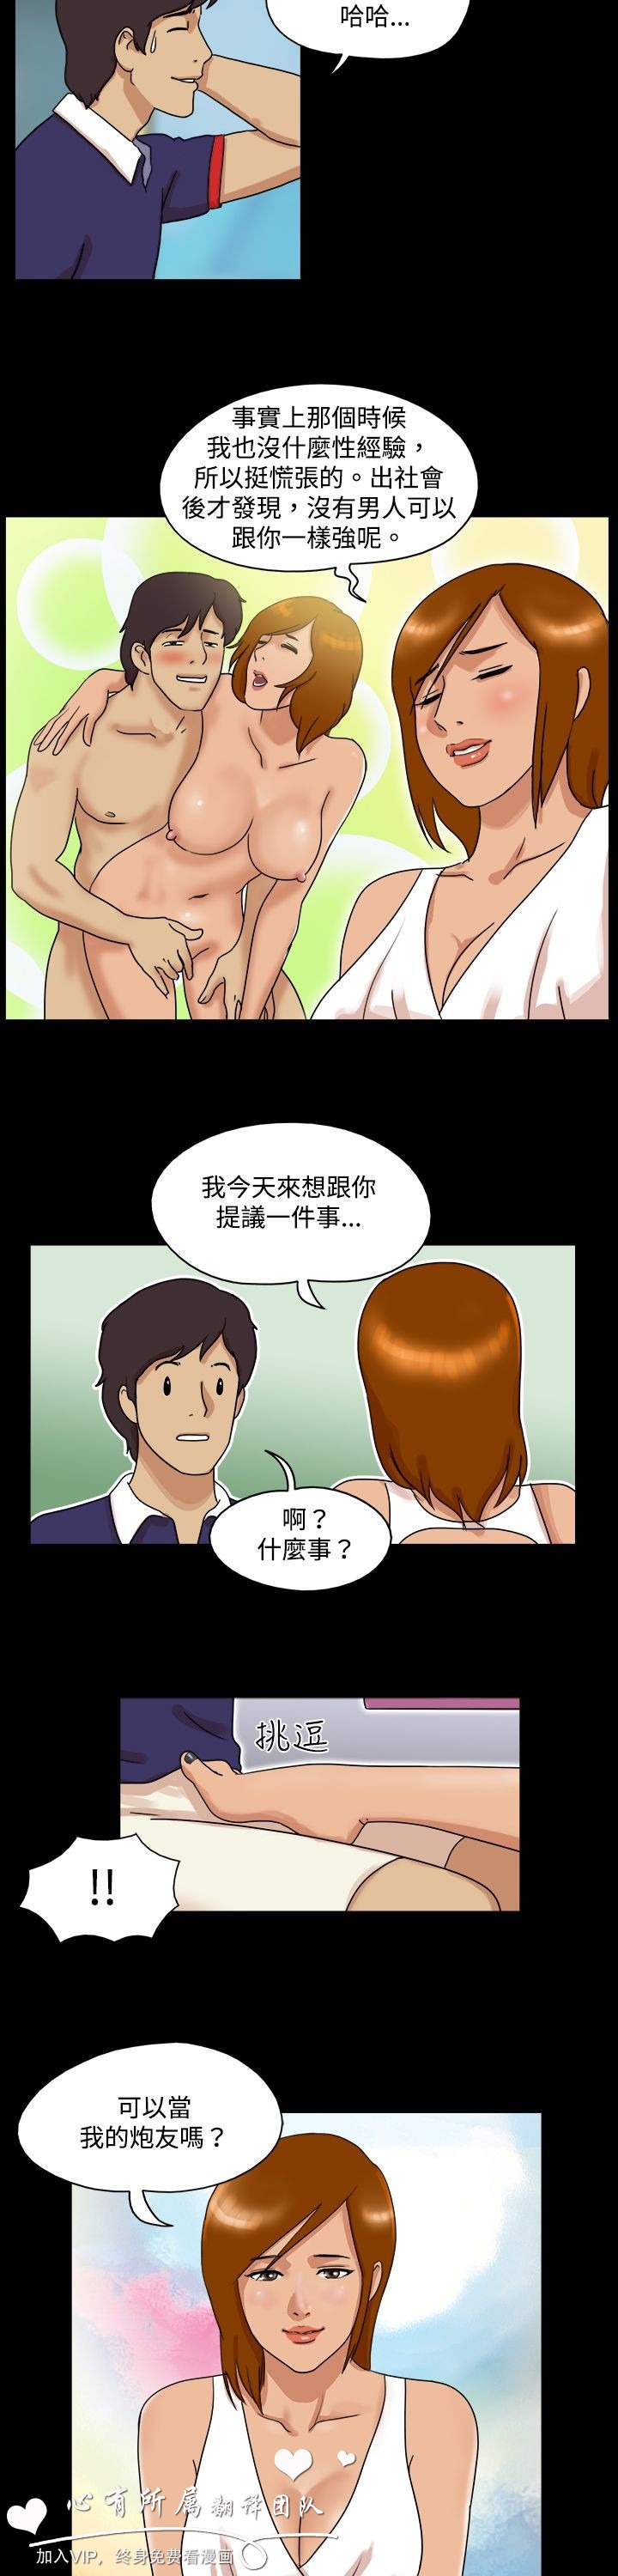 哈哈...
事實上那個時候
我也沒什麼性經驗，
所以挺慌張的。出社會
後才發現，沒有男人可以
跟你一樣強呢。
我今天來想跟你
提議一件事...
啊？
什麼事？
挑逗
!!
可以當
我的炮友嗎？
心有所属翻译团队
加入VIP，终身免费看漫画